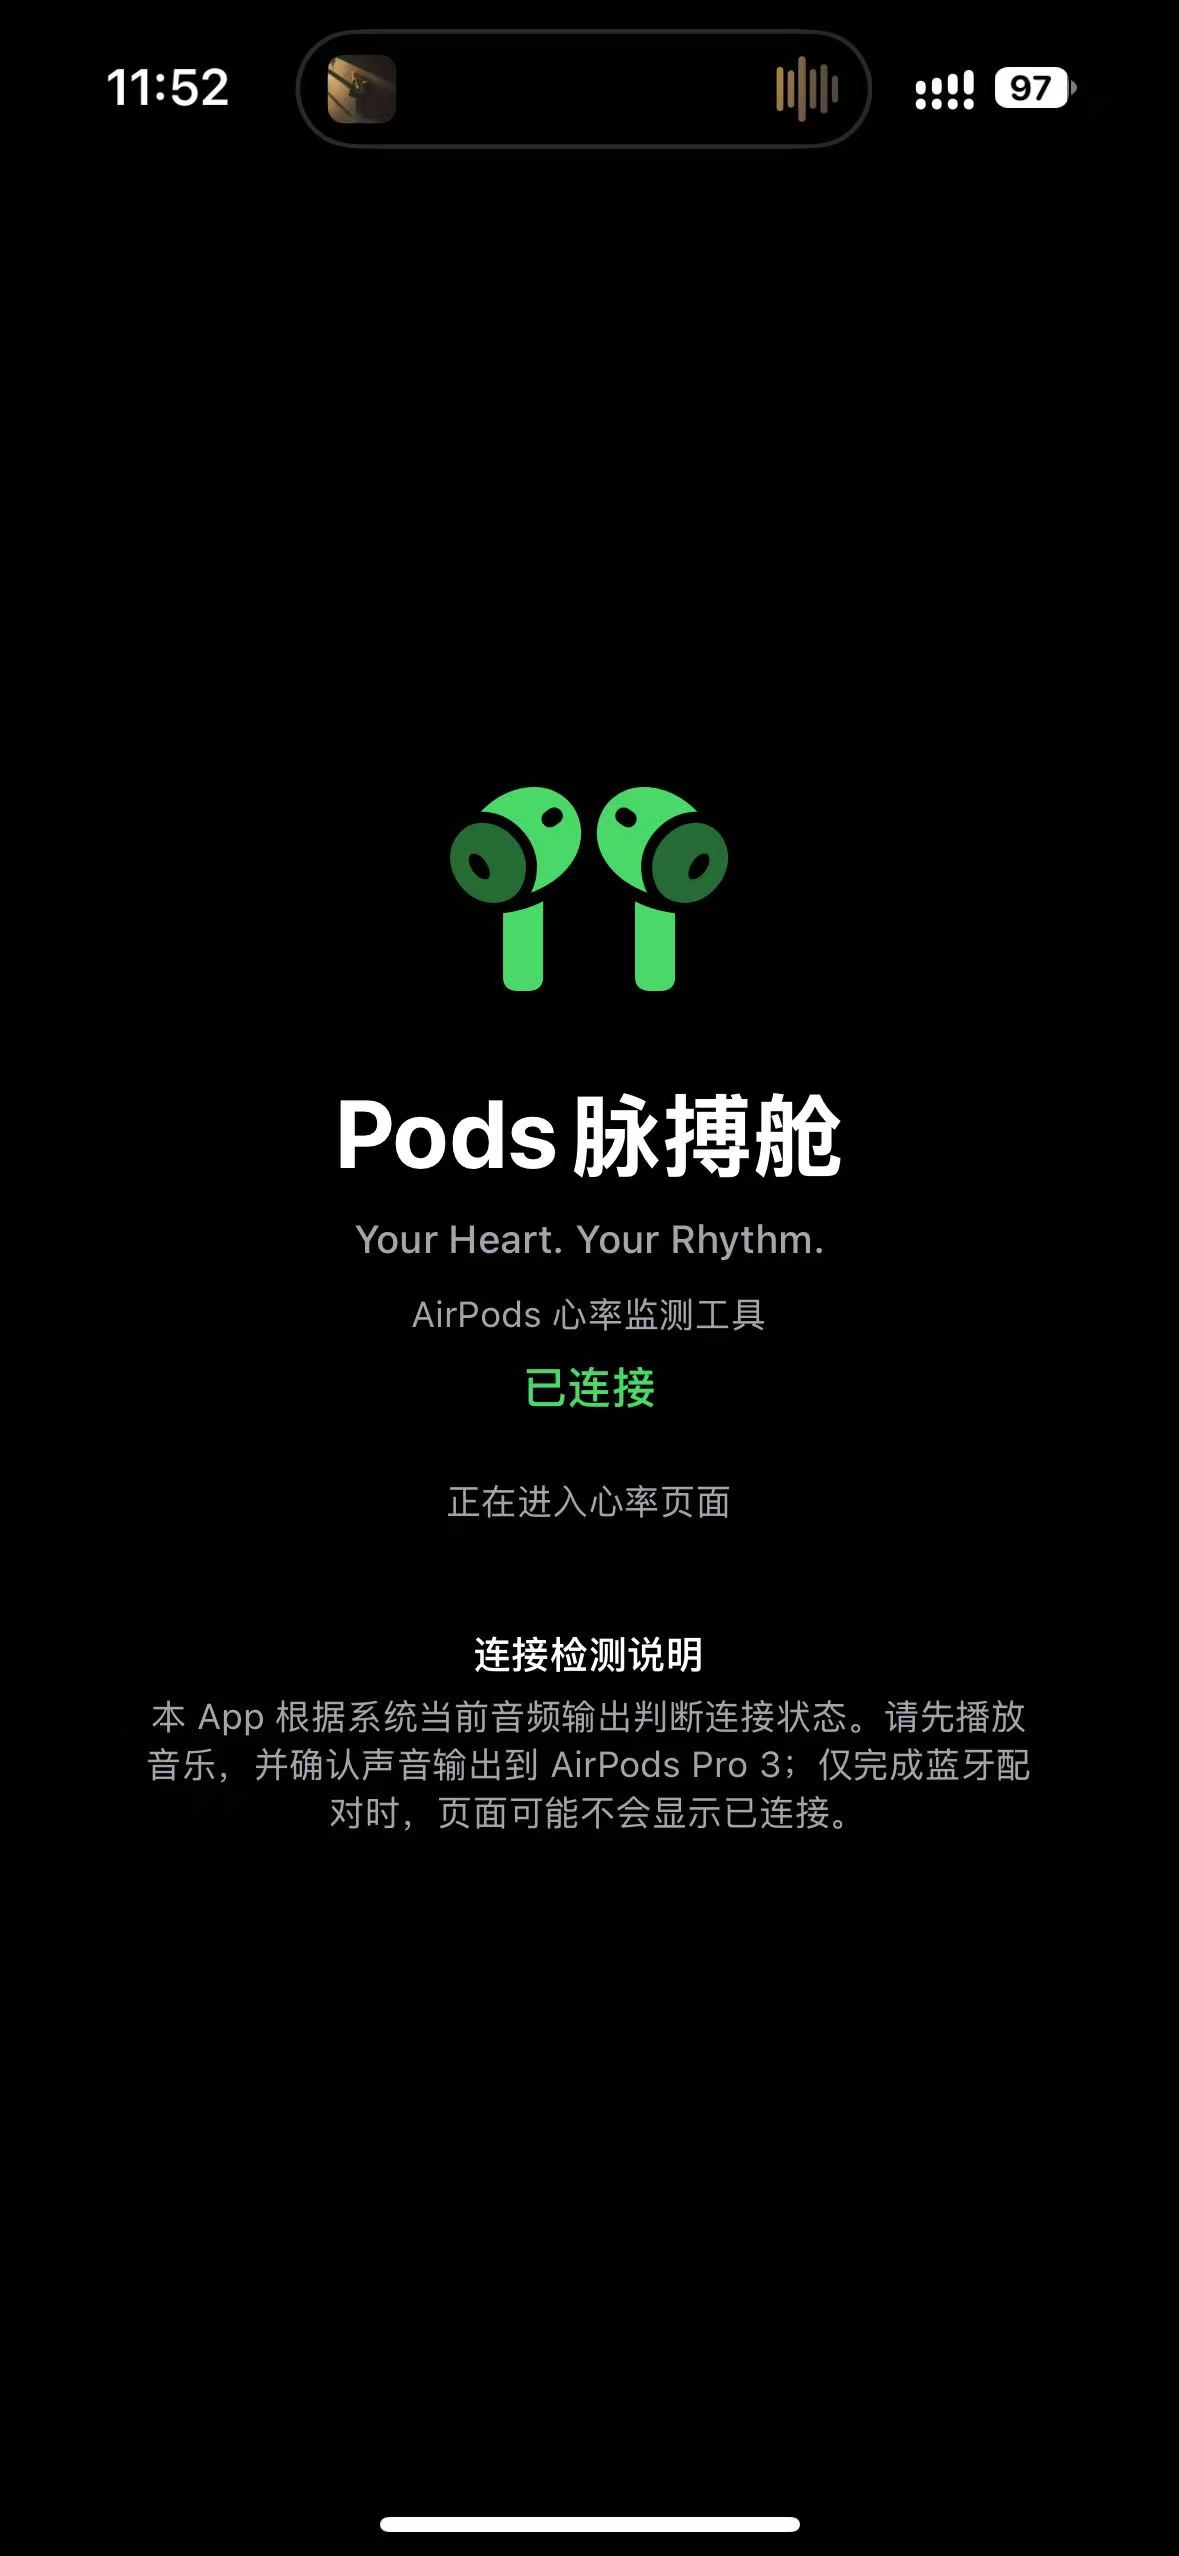 11:52
97
Pods脉搏舱
Your Heart. Your Rhythm.
AirPods 心率监测工具
已连接
正在进入心率页面
连接检测说明
本 App 根据系统当前音频输出判断连接状态。请先播放
音乐，并确认声音输出到 AirPods Pro 3；仅完成蓝牙配
对时，页面可能不会显示已连接。